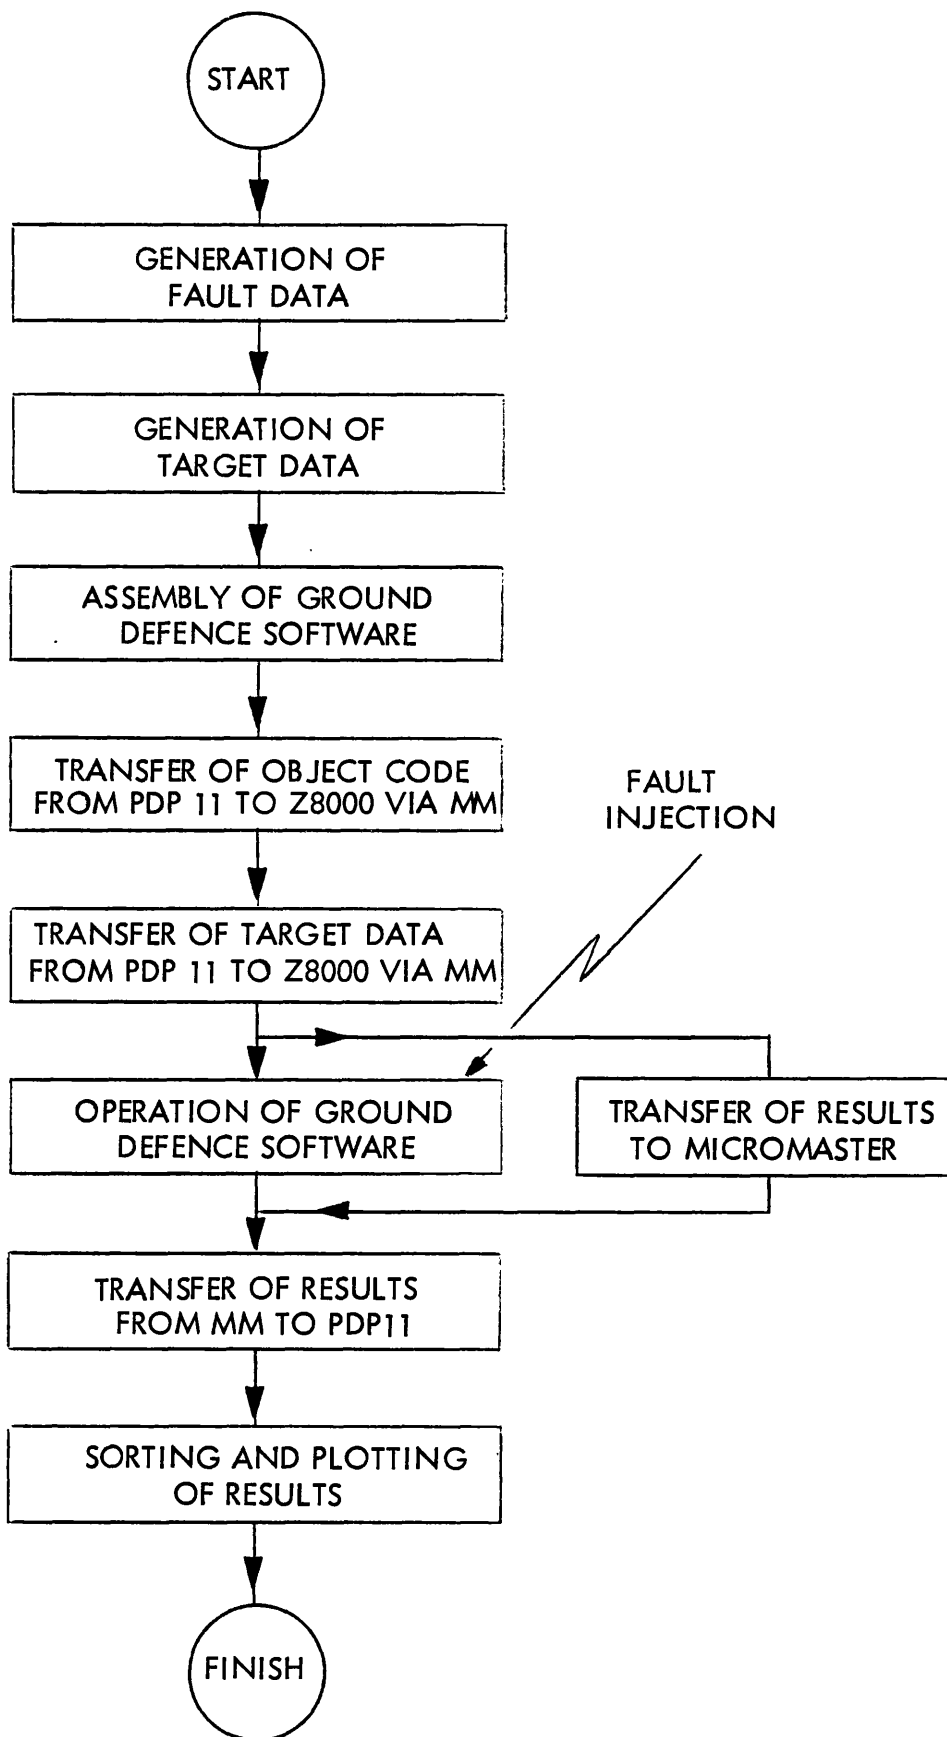 START
GENERATION OF
FAULT DATA
GENERATION OF
TARGET DATA
ASSEMBLY OF GROUND
DEFENCE SOFTWARE
TRANSFER OF OBJECT CODE
FROM PDP 11 TO Z8000 VIA MM
FAULT
INJECTION
TRANSFER OF TARGET DATA
FROM PDP 11 TO Z8000 VIA MM
OPERATION OF GROUND
DEFENCE SOFTWARE
TRANSFER OF RESULTS
TO MICROMASTER
TRANSFER OF RESULTS
FROM MM TO PDP11
SORTING AND PLOTTING
OF RESULTS
FINISH